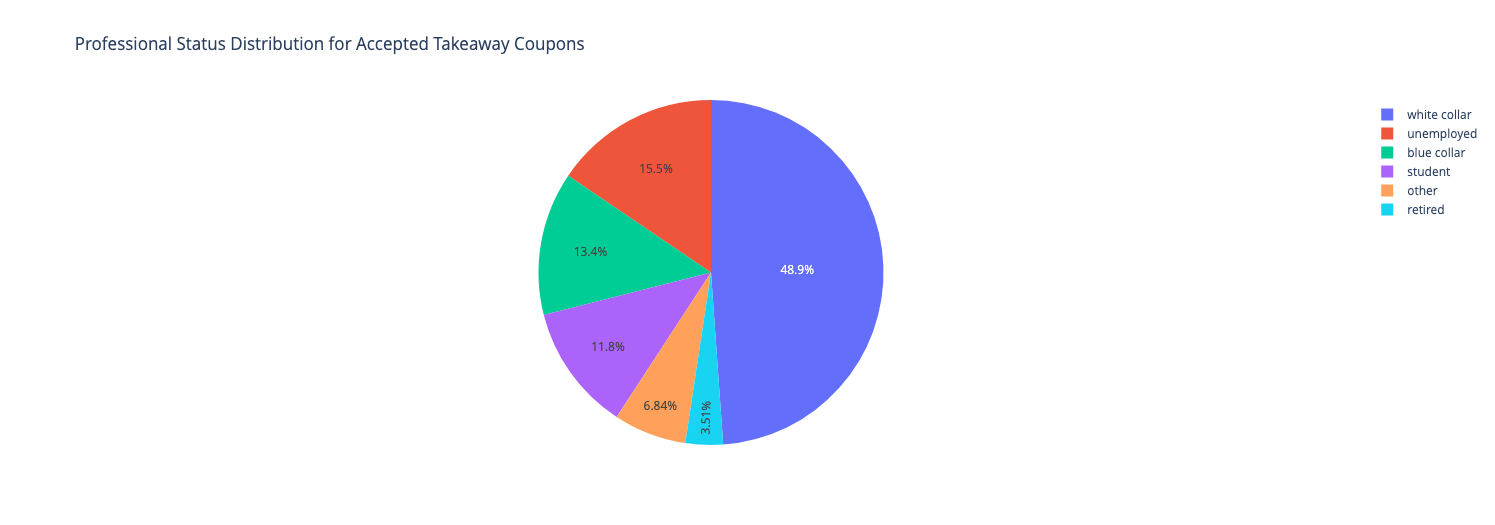 Professional Status Distribution for Accepted Takeaway Coupons
white collar
unemployed
blue collar
student
other
retired
15.5%
13.4%
48.9%
11.8%
6.84%
3.51%